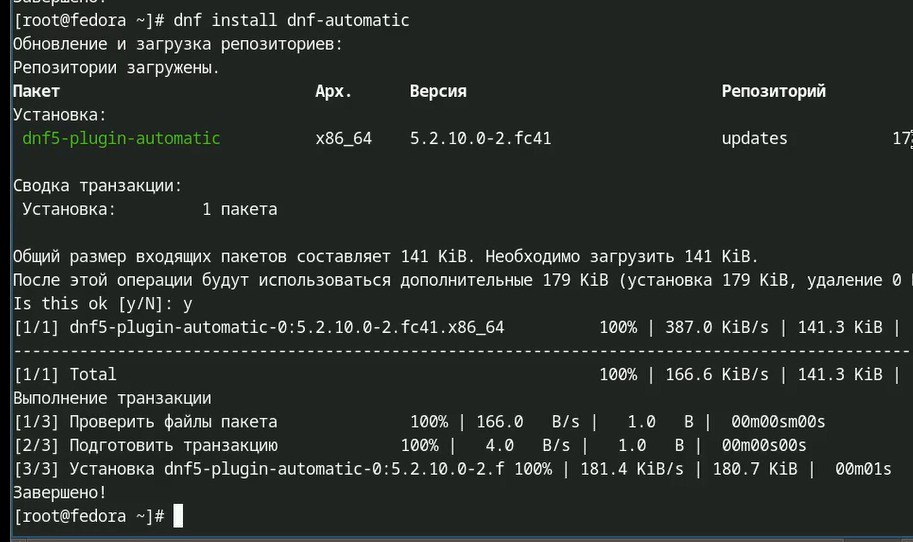 Завершено!
[root@fedora ~]# dnf install dnf-automatic
Обновление и загрузка репозиториев:
Репозитории загружены.
Пакет Арх. Версия Репозиторий
Установка:
dnf5-plugin-automatic x86_64 5.2.10.0-2.fc41 updates
Сводка транзакции:
Установка: 1 пакета
Общий размер входящих пакетов составляет 141 KiB. Необходимо загрузить 141 KiB.
После этой операции будут использоваться дополнительные 179 KiB (установка 179 KiB, удаление 0
Is this ok [y/N]: y
[1/1] dnf5-plugin-automatic-0:5.2.10.0-2.fc41.x86_64 100% | 387.0 KiB/s | 141.3 KiB |
--------------------------------------------------------------------------------------------
[1/1] Total 100% | 166.6 KiB/s | 141.3 KiB |
Выполнение транзакции
[1/3] Проверить файлы пакета 100% | 166.0 B/s | 1.0 B | 00m00sm00s
[2/3] Подготовить транзакцию 100% | 4.0 B/s | 1.0 B | 00m00s00s
[3/3] Установка dnf5-plugin-automatic-0:5.2.10.0-2.f 100% | 181.4 KiB/s | 180.7 KiB | 00m01s
Завершено!
[root@fedora ~]#